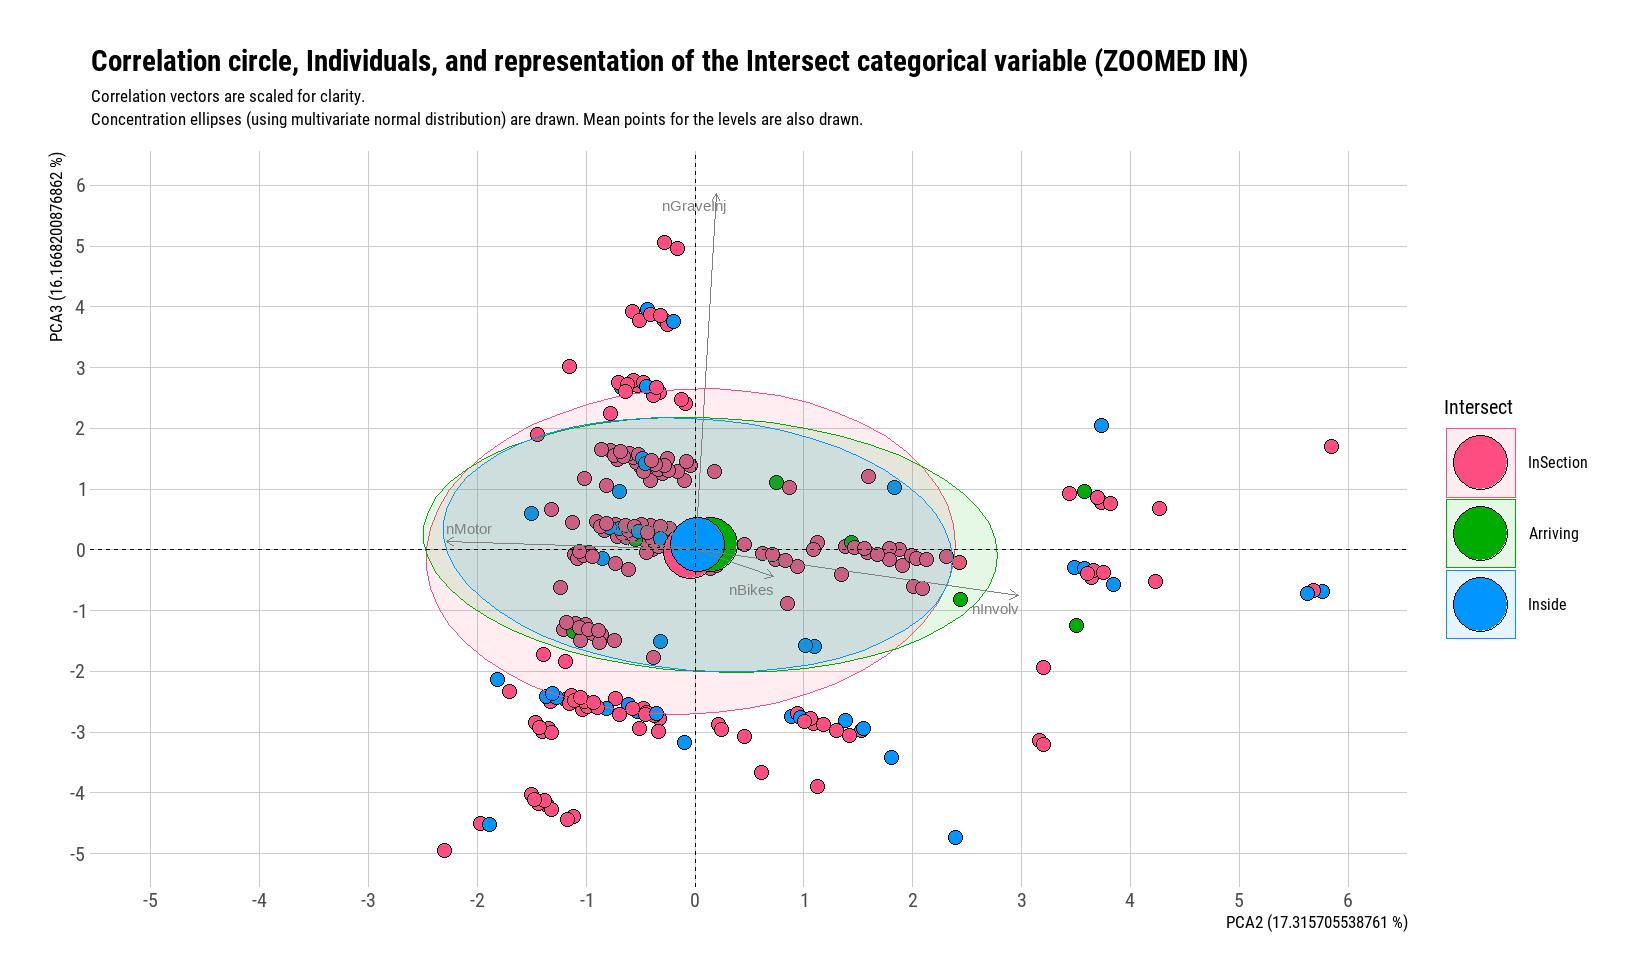 Correlation circle, Individuals, and representation of the Intersect categorical variable (ZOOMED IN)
Correlation vectors are scaled for clarity.
Concentration ellipses (using multivariate normal distribution) are drawn. Mean points for the levels are also drawn.
PCA3 (16.1668200876862 %)
6
5
4
3
2
1
0
-1
-2
-3
-4
-5
nGraveInj
nMotor
nBikes
nInvolv
-5
-4
-3
-2
-1
0
1
2
3
4
5
6
PCA2 (17.315705538761 %)
Intersect
InSection
Arriving
Inside